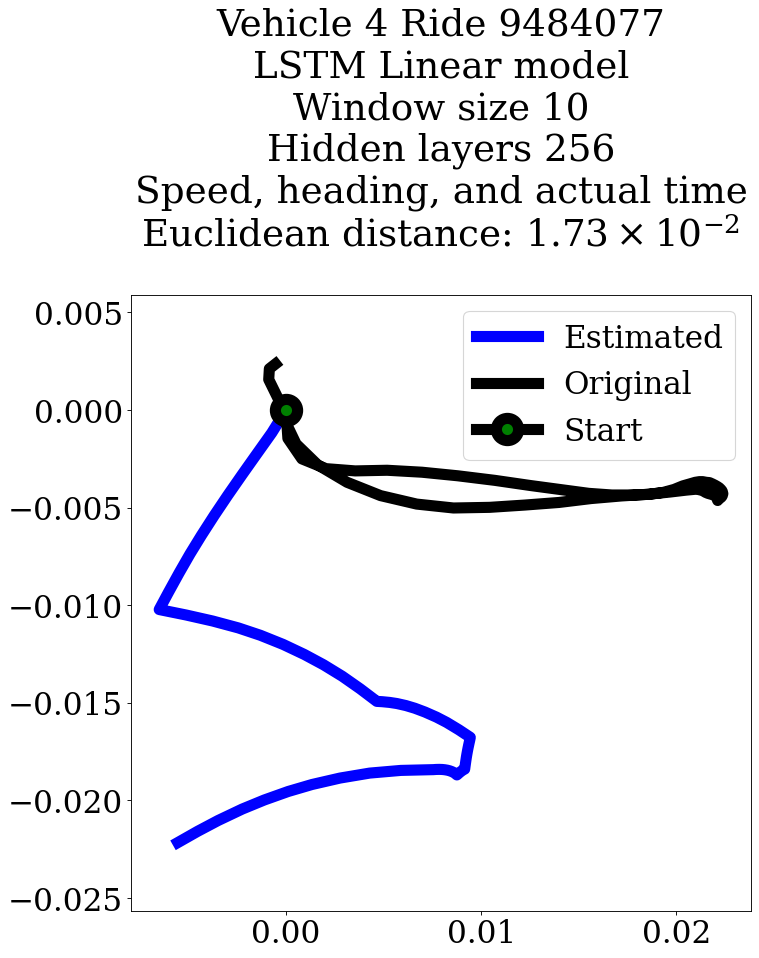 Vehicle 4 Ride 9484077
LSTM Linear model
Window size 10
Hidden layers 256
Speed, heading, and actual time
Euclidean distance: 1.73 × 10⁻²
Estimated
Original
Start
0.005
0.000
−0.005
−0.010
−0.015
−0.020
−0.025
0.00 0.01 0.02